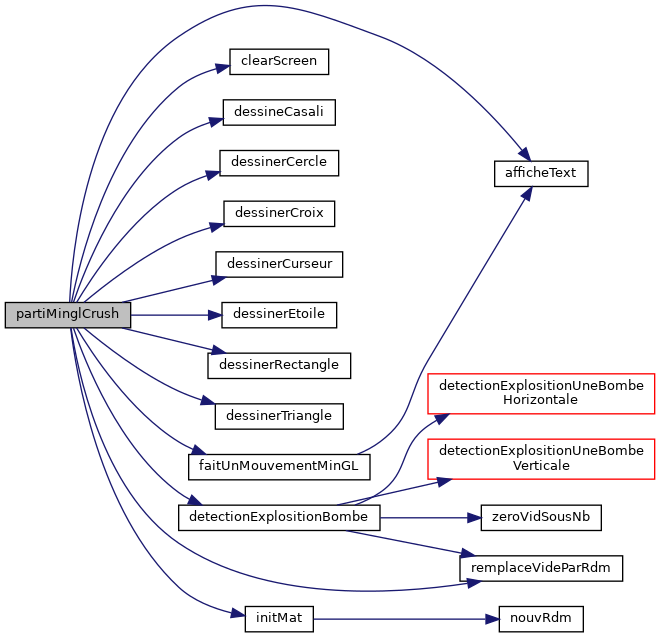 clearScreen
dessineCasali
dessinerCercle
afficheText
dessinerCroix
dessinerCurseur
partiMinglCrush
dessinerEtoile
dessinerRectangle
detectionExplositionUneBombe
Horizontale
dessinerTriangle
detectionExplositionUneBombe
Verticale
faitUnMouvementMinGL
detectionExplositionBombe
zeroVidSousNb
remplaceVideParRdm
initMat
nouvRdm